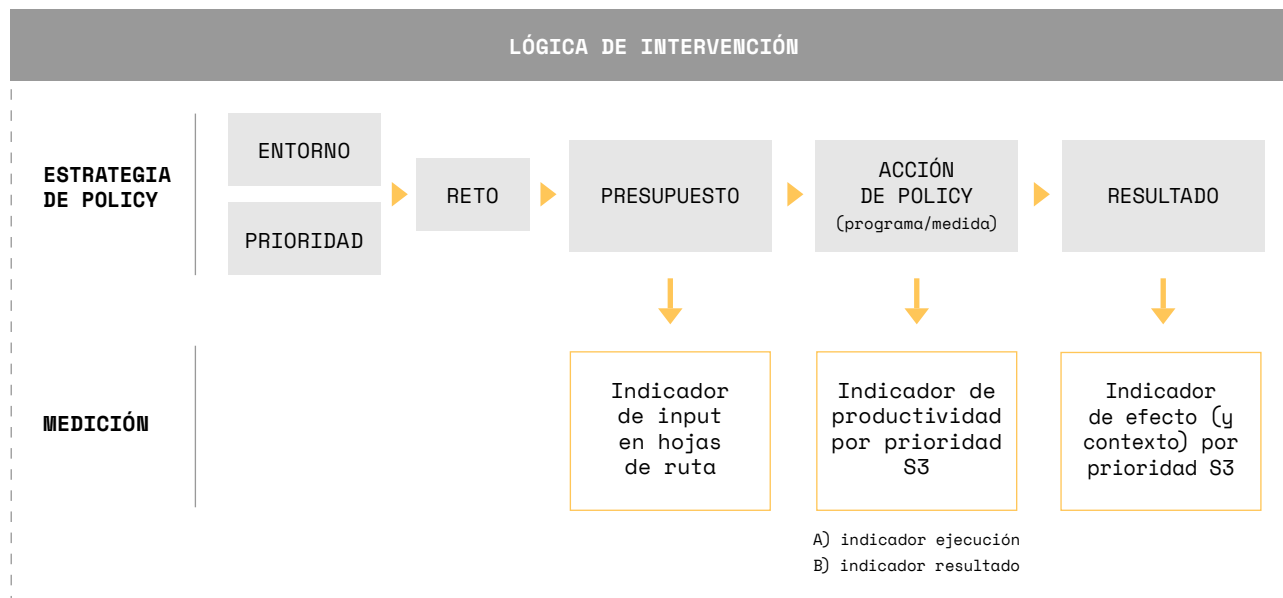 LÓGICA DE INTERVENCIÓN
ESTRATEGIA
DE POLICY
ENTORNO
PRIORIDAD
RETO
PRESUPUESTO
ACCIÓN
DE POLICY
(programa/medida)
RESULTADO
MEDICIÓN
Indicador
de input
en hojas
de ruta
Indicador de
productividad
por prioridad
S3
Indicador
de efecto (y
contexto) por
prioridad S3
A) indicador ejecución
B) indicador resultado